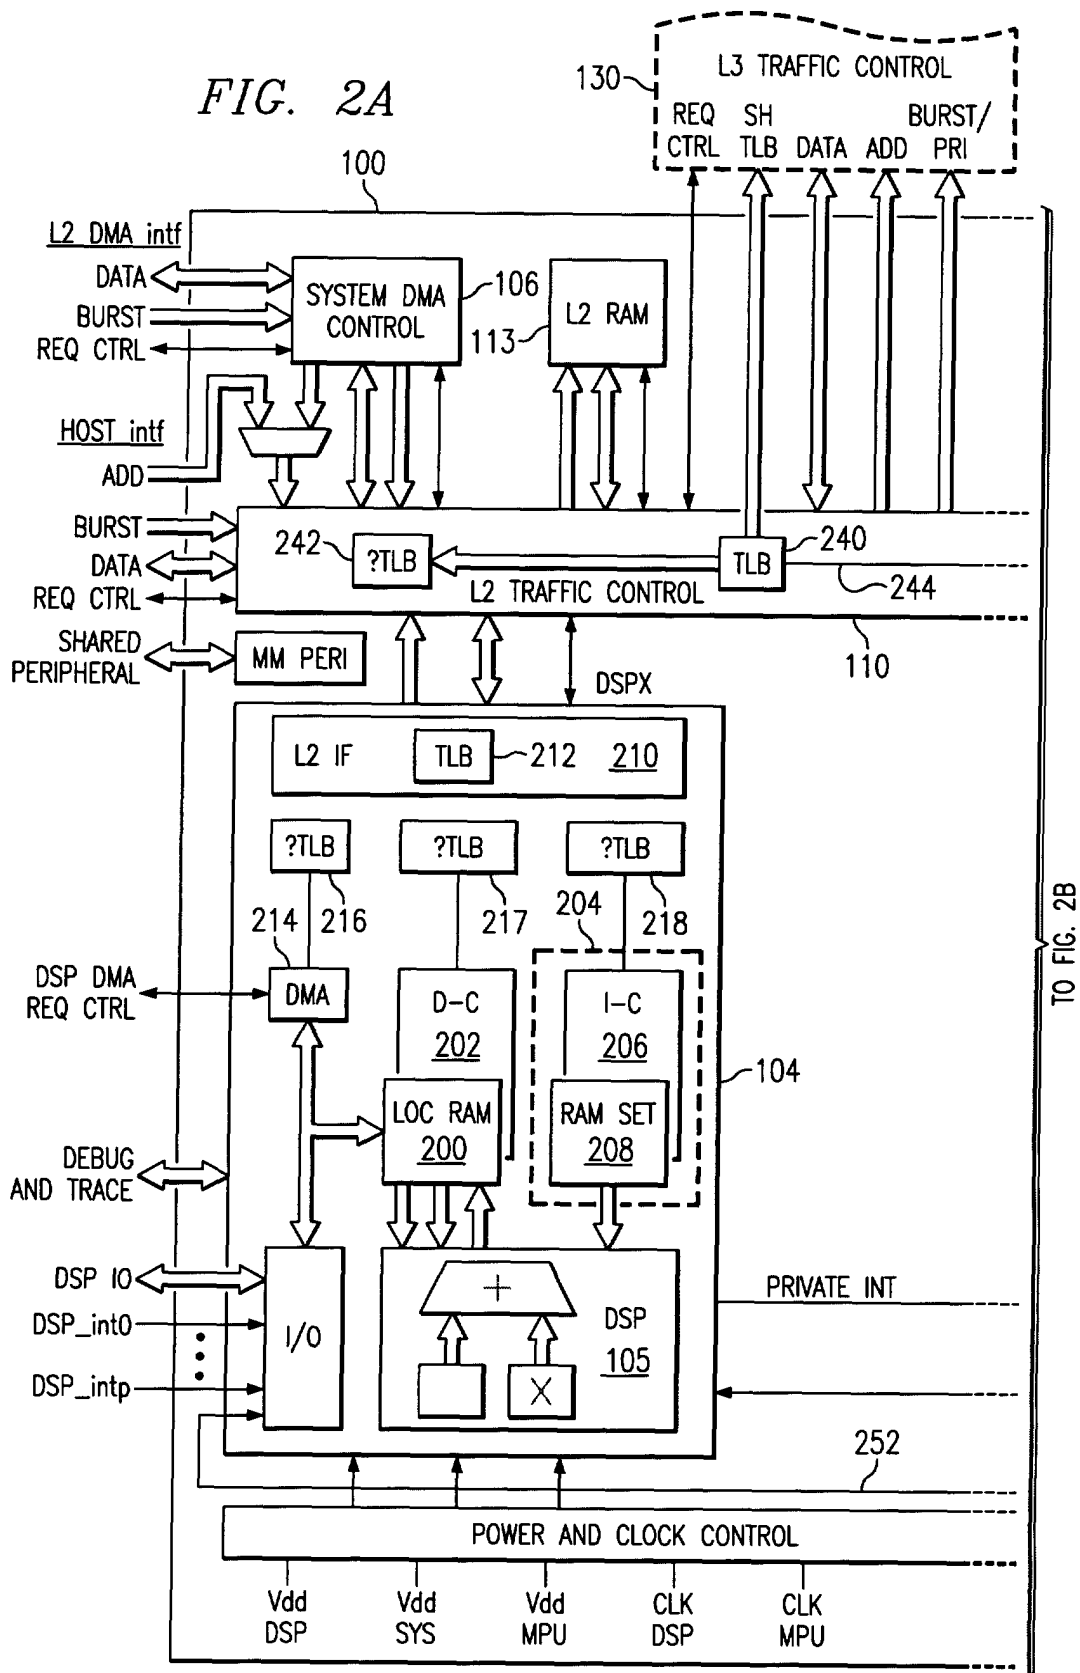 FIG. 2A
130
L3 TRAFFIC CONTROL
REQ CTRL
SH TLB
DATA
ADD
BURST/ PRI
100
L2 DMA intf
DATA
BURST
REQ CTRL
SYSTEM DMA CONTROL
106
113
L2 RAM
HOST intf
ADD
BURST
DATA
REQ CTRL
242
?TLB
TLB
240
L2 TRAFFIC CONTROL
244
110
SHARED PERIPHERAL
MM PERI
DSPX
L2 IF
TLB
212
210
?TLB
?TLB
?TLB
214
216
217
204
218
DSP DMA REQ CTRL
DMA
D-C
202
I-C
206
104
LOC RAM
200
RAM SET
208
DEBUG AND TRACE
DSP IO
DSP_int0
DSP_intp
I/O
+
X
DSP
105
PRIVATE INT
252
POWER AND CLOCK CONTROL
Vdd DSP
Vdd SYS
Vdd MPU
CLK DSP
CLK MPU
TO FIG. 2B